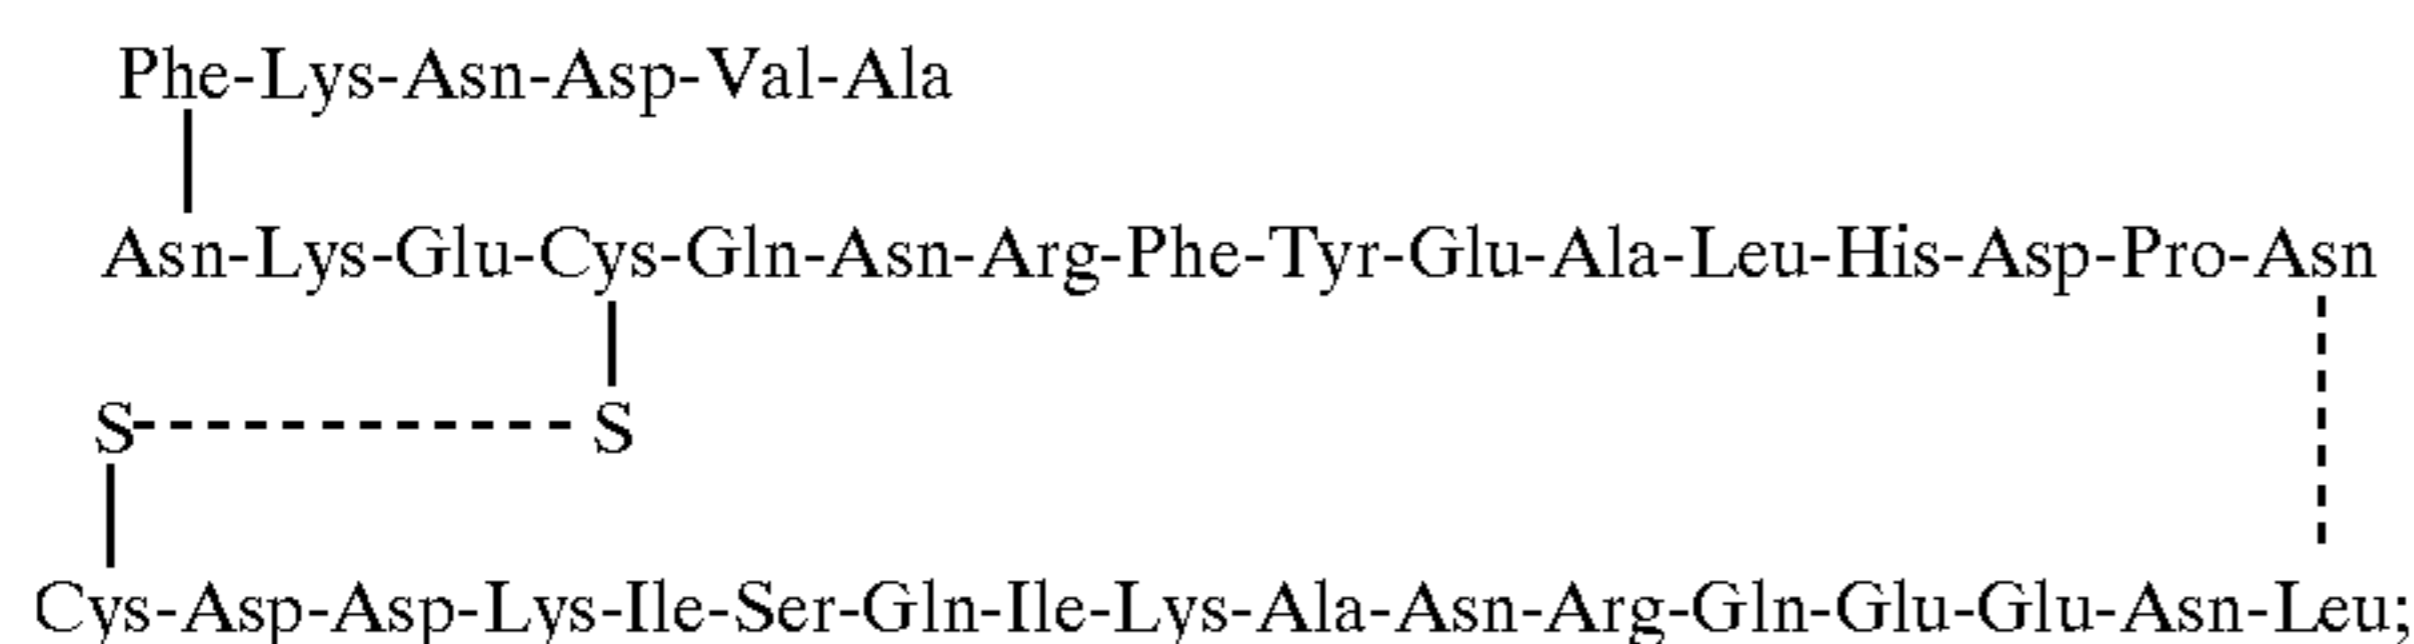 Phe-Lys-Asn-Asp-Val-Ala
Asn-Lys-Glu-Cys-Gln-Asn-Arg-Phe-Tyr-Glu-Ala-Leu-His-Asp-Pro-Asn
S S
Cys-Asp-Asp-Lys-Ile-Ser-Gln-Ile-Lys-Ala-Asn-Arg-Gln-Glu-Glu-Asn-Leu;